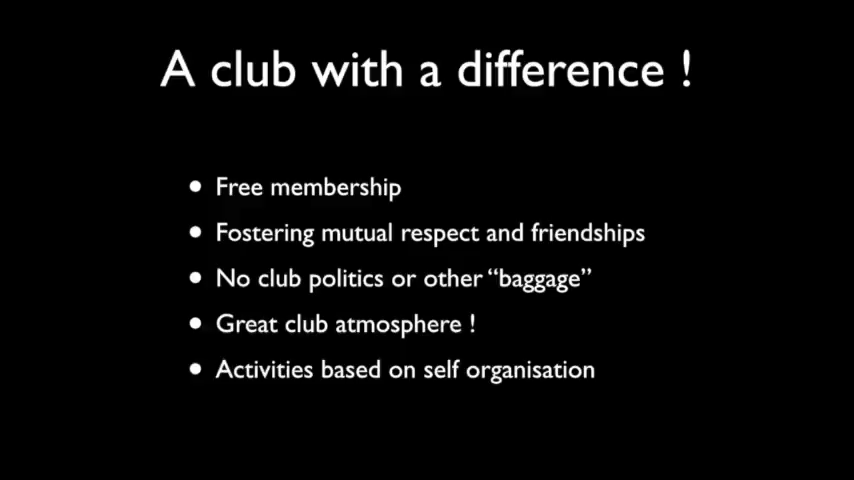 A club with a difference !
• Free membership
• Fostering mutual respect and friendships
• No club politics or other “baggage”
• Great club atmosphere !
• Activities based on self organisation